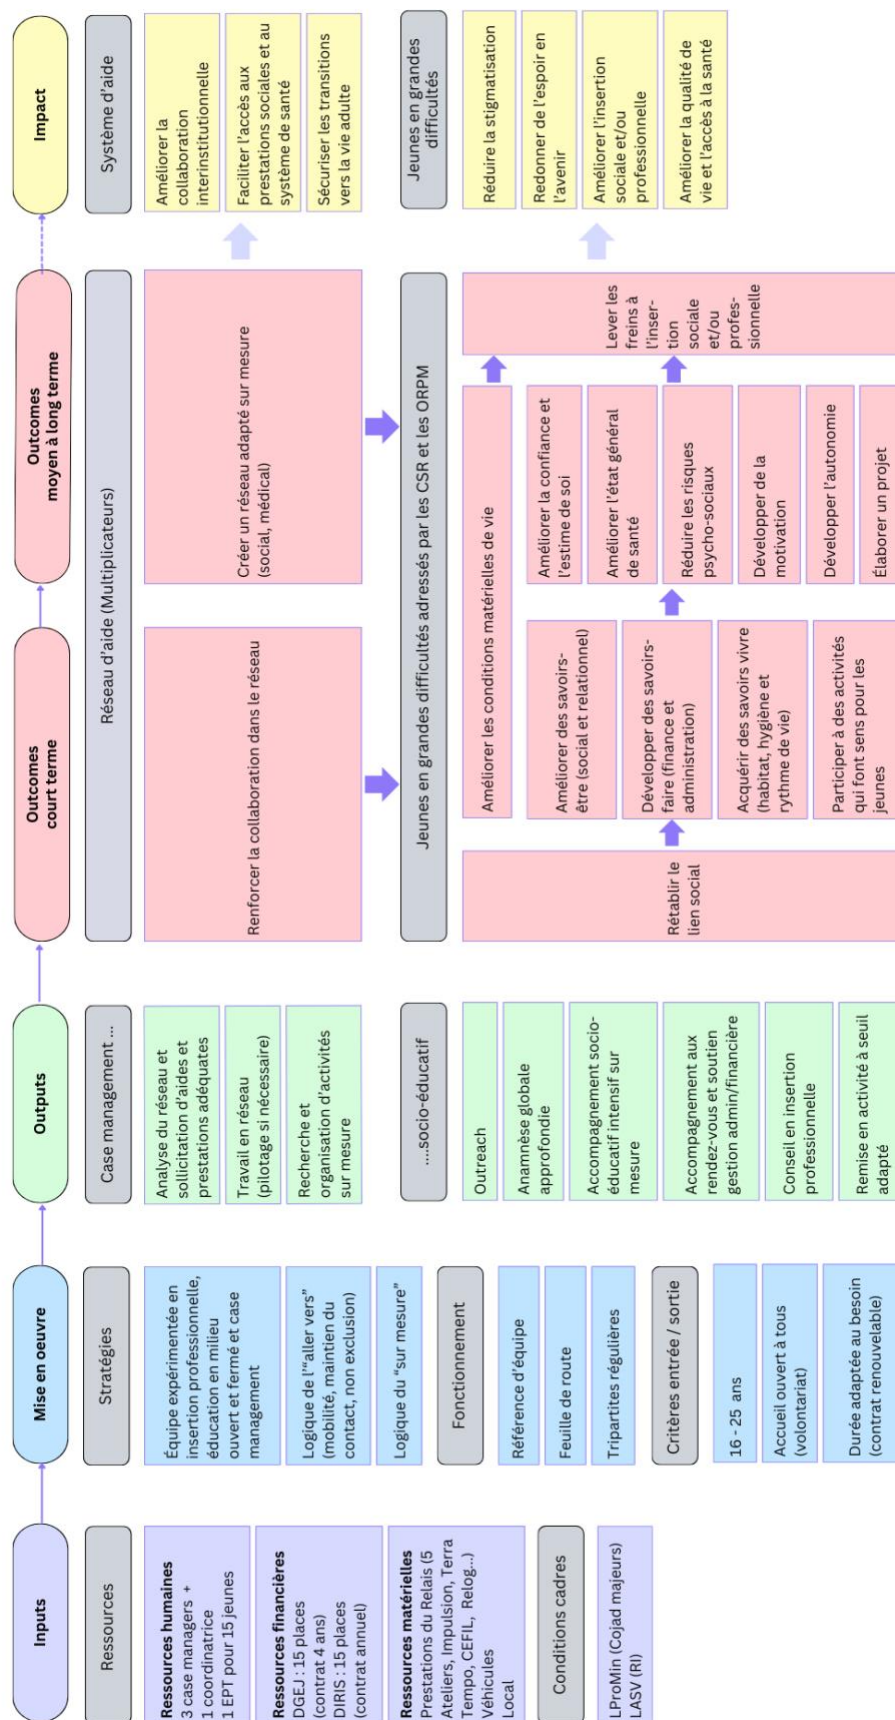 Inputs
Ressources
Ressources humaines
3 case managers +
1 coordinatrice
1 EPT pour 15 jeunes
Ressources financières
DGEJ : 15 places
(contrat 4 ans)
DIRIS : 15 places
(contrat annuel)
Ressources matérielles
Prestations du Relais (5
Ateliers, Impulsion, Terra
Tempo, CEFIL, Relog...)
Véhicules
Local
Conditions cadres
LProMin (Cojad majeurs)
LASV (RI)
Mise en oeuvre
Stratégies
Équipe expérimentée en
insertion professionnelle,
éducation en milieu
ouvert et fermé et case
management
Logique de l'“aller vers”
(mobilité, maintien du
contact, non exclusion)
Logique du “sur mesure”
Fonctionnement
Référence d'équipe
Feuille de route
Tripartites régulières
Critères entrée / sortie
16 - 25 ans
Accueil ouvert à tous
(volontariat)
Durée adaptée au besoin
(contrat renouvelable)
Outputs
Case management ...
Analyse du réseau et
sollicitation d'aides et
prestations adéquates
Travail en réseau
(pilotage si nécessaire)
Recherche et
organisation d'activités
sur mesure
....socio-éducatif
Outreach
Anamnèse globale
approfondie
Accompagnement socio-
éducatif intensif sur
mesure
Accompagnement aux
rendez-vous et soutien
gestion admin/financière
Conseil en insertion
professionnelle
Remise en activité à seuil
adapté
Outcomes
court terme
Outcomes
moyen à long terme
Réseau d'aide (Multiplicateurs)
Renforcer la collaboration dans le réseau
Créer un réseau adapté sur mesure
(social, médical)
Jeunes en grandes difficultés adressés par les CSR et les ORPM
Rétablir le
lien social
Améliorer les conditions matérielles de vie
Améliorer des savoirs-
être (social et relationnel)
Développer des savoirs-
faire (finance et
administration)
Acquérir des savoirs vivre
(habitat, hygiène et
rythme de vie)
Participer à des activités
qui font sens pour les
jeunes
Améliorer la confiance et
l'estime de soi
Améliorer l'état général
de santé
Réduire les risques
psycho-sociaux
Développer de la
motivation
Développer l'autonomie
Élaborer un projet
Lever les
freins à
l'inser-
tion
sociale
et/ou
profes-
sionnelle
Impact
Système d'aide
Améliorer la
collaboration
interinstitutionnelle
Faciliter l'accès aux
prestations sociales et au
système de santé
Sécuriser les transitions
vers la vie adulte
Jeunes en grandes
difficultés
Réduire la stigmatisation
Redonner de l'espoir en
l'avenir
Améliorer l'insertion
sociale et/ou
professionnelle
Améliorer la qualité de
vie et l'accès à la santé